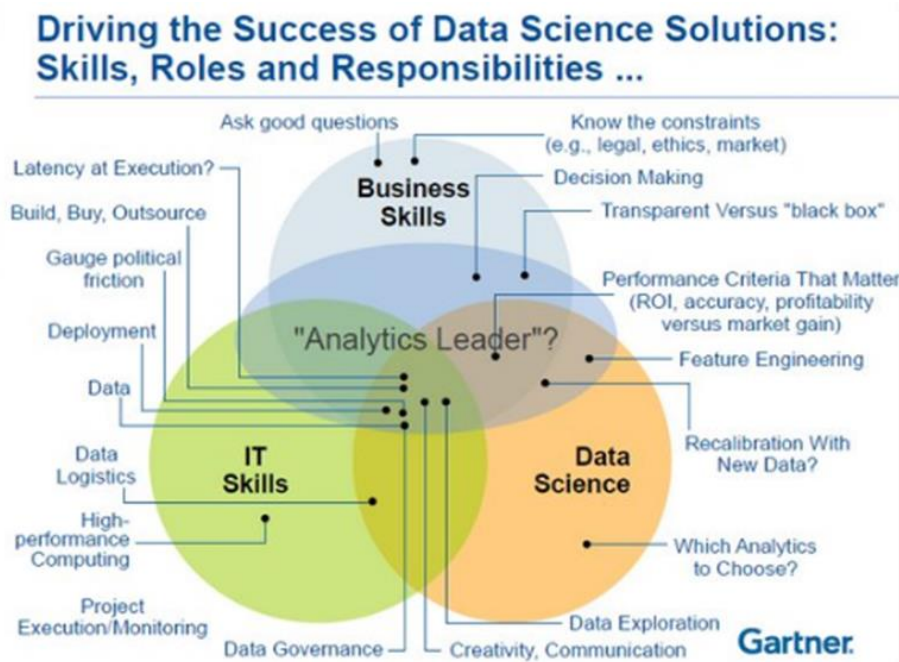 Driving the Success of Data Science Solutions:
Skills, Roles and Responsibilities ...
Ask good questions
Know the constraints
(e.g., legal, ethics, market)
Latency at Execution?
Business
Skills
Decision Making
Build, Buy, Outsource
Transparent Versus "black box"
Gauge political
friction
Performance Criteria That Matter
(ROI, accuracy, profitability
versus market gain)
Deployment
"Analytics Leader"?
Feature Engineering
Data
Recalibration With
New Data?
Data
Logistics
IT
Skills
Data
Science
High-
performance
Computing
Which Analytics
to Choose?
Project
Execution/Monitoring
Data Governance
Creativity, Communication
Data Exploration
Gartner.